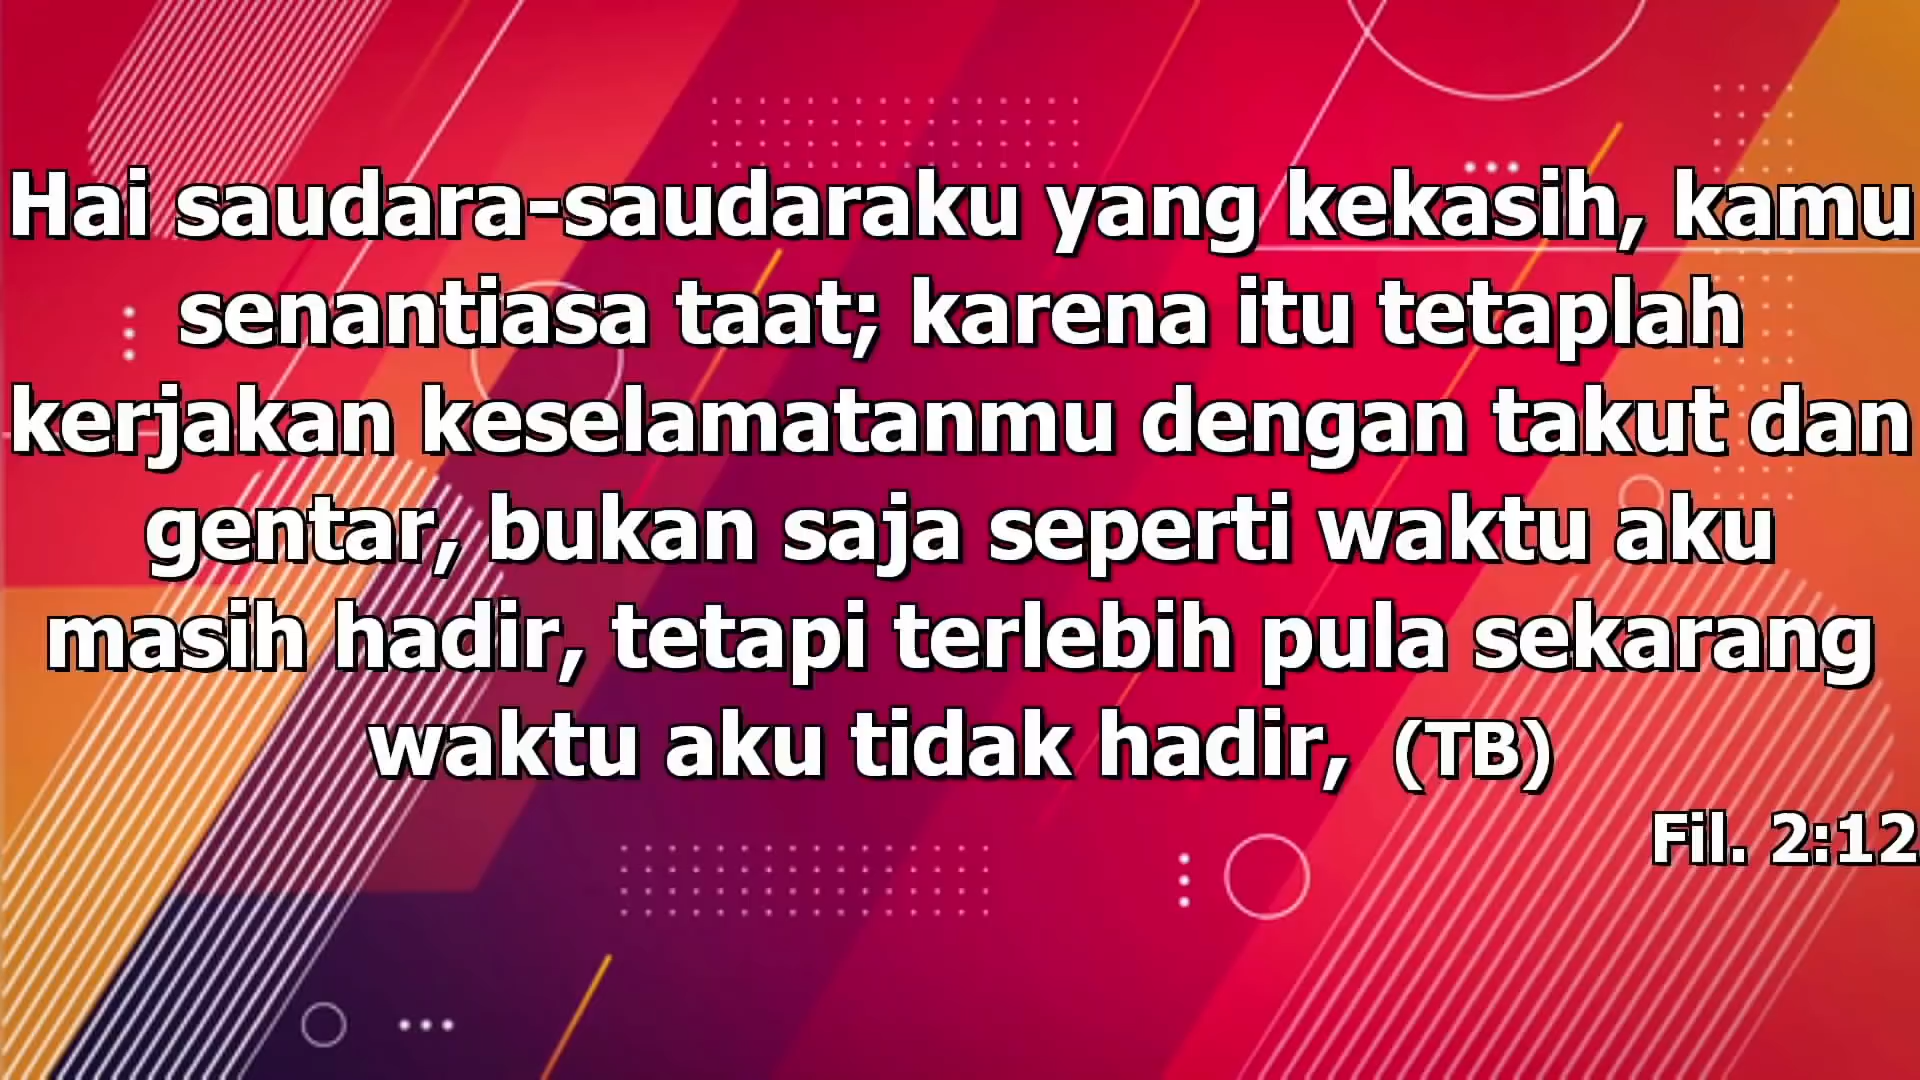 Hai saudara-saudaraku yang kekasih, kamu
senantiasa taat; karena itu tetaplah
kerjakan keselamatanmu dengan takut dan
gentar, bukan saja seperti waktu aku
masih hadir, tetapi terlebih pula sekarang
waktu aku tidak hadir, (TB)
Fil. 2:12